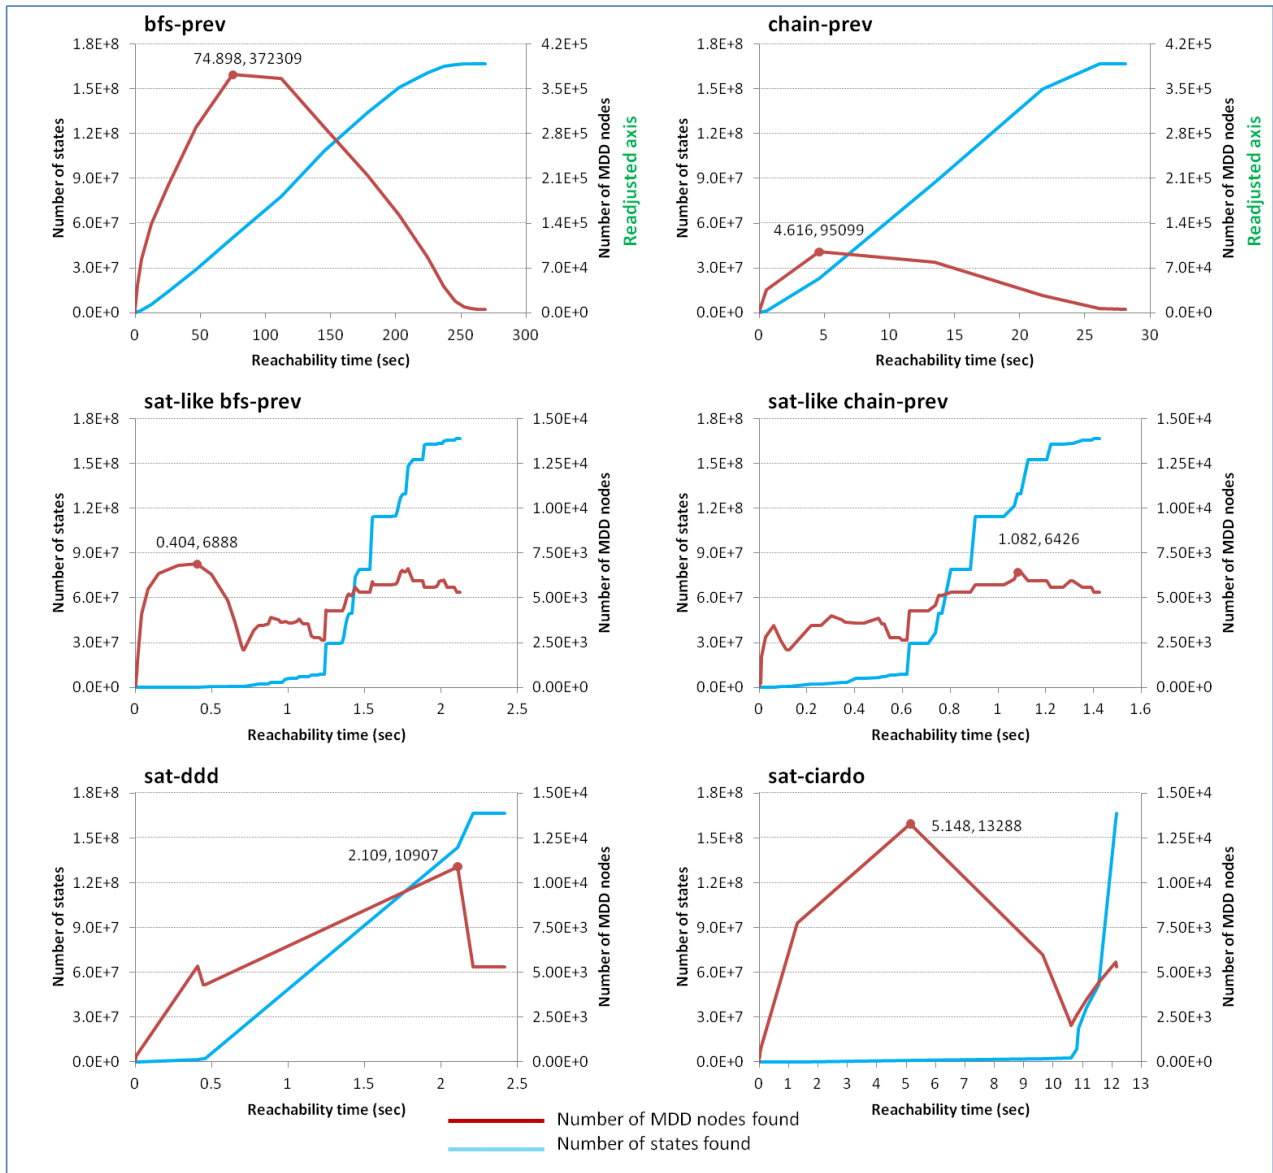 bfs-prev
1.8E+8
1.5E+8
1.2E+8
9.0E+7
6.0E+7
3.0E+7
0.0E+0
Number of states
74.898, 372309
4.2E+5
3.5E+5
2.8E+5
2.1E+5
1.4E+5
7.0E+4
0.0E+0
Number of MDD nodes
Readjusted axis
0 50 100 150 200 250 300
Reachability time (sec)
chain-prev
1.8E+8
1.5E+8
1.2E+8
9.0E+7
6.0E+7
3.0E+7
0.0E+0
Number of states
4.616, 95099
4.2E+5
3.5E+5
2.8E+5
2.1E+5
1.4E+5
7.0E+4
0.0E+0
Number of MDD nodes
Readjusted axis
0 5 10 15 20 25 30
Reachability time (sec)
sat-like bfs-prev
1.8E+8
1.5E+8
1.2E+8
9.0E+7
6.0E+7
3.0E+7
0.0E+0
Number of states
0.404, 6888
1.50E+4
1.25E+4
1.00E+4
7.50E+3
5.00E+3
2.50E+3
0.00E+0
Number of MDD nodes
0 0.5 1 1.5 2 2.5
Reachability time (sec)
sat-like chain-prev
1.8E+8
1.5E+8
1.2E+8
9.0E+7
6.0E+7
3.0E+7
0.0E+0
Number of states
1.082, 6426
1.50E+4
1.25E+4
1.00E+4
7.50E+3
5.00E+3
2.50E+3
0.00E+0
Number of MDD nodes
0 0.2 0.4 0.6 0.8 1 1.2 1.4 1.6
Reachability time (sec)
sat-ddd
1.8E+8
1.5E+8
1.2E+8
9.0E+7
6.0E+7
3.0E+7
0.0E+0
Number of states
2.109, 10907
1.50E+4
1.25E+4
1.00E+4
7.50E+3
5.00E+3
2.50E+3
0.00E+0
Number of MDD nodes
0 0.5 1 1.5 2 2.5
Reachability time (sec)
sat-ciardo
1.8E+8
1.5E+8
1.2E+8
9.0E+7
6.0E+7
3.0E+7
0.0E+0
Number of states
5.148, 13288
1.50E+4
1.25E+4
1.00E+4
7.50E+3
5.00E+3
2.50E+3
0.00E+0
Number of MDD nodes
0 1 2 3 4 5 6 7 8 9 10 11 12 13
Reachability time (sec)
Number of MDD nodes found
Number of states found